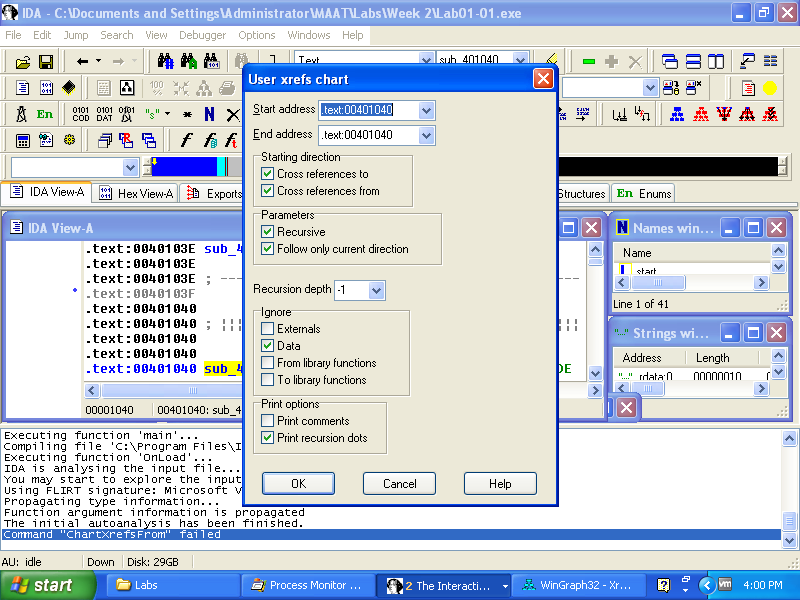 IDA - C:\Documents and Settings\Administrator\MAAT\Labs\Week 2\Lab01-01.exe
File Edit Jump Search View Debugger Options Windows Help
Text
sub_401040
En
IDA View-A Hex View-A Exports Structures En Enums
User xrefs chart
Start address .text:00401040
End address .text:00401040
Starting direction
Cross references to
Cross references from
Parameters
Recursive
Follow only current direction
Recursion depth -1
Ignore
Externals
Data
From library functions
To library functions
Print options
Print comments
Print recursion dots
OK Cancel Help
IDA View-A
.text:0040103E sub_4
.text:0040103E
.text:0040103E ; ---
.text:0040103F
.text:00401040
.text:00401040 ; ¦¦¦
.text:00401040
.text:00401040
.text:00401040 sub_4
00001040 00401040: sub_4
Names win...
Name
start
Line 1 of 41
Strings wi...
Address Length
"..." .rdata:0 00000010
Executing function 'main'...
Compiling file 'C:\Program Files\I
Executing function 'OnLoad'...
IDA is analysing the input file...
You may start to explore the input
Using FLIRT signature: Microsoft V
Propagating type information...
Function argument information is propagated
The initial autoanalysis has been finished.
Command "ChartXrefsFrom" failed
AU: idle Down Disk: 29GB
start Labs Process Monitor ... 2 The Interacti... WinGraph32 - Xr... 4:00 PM